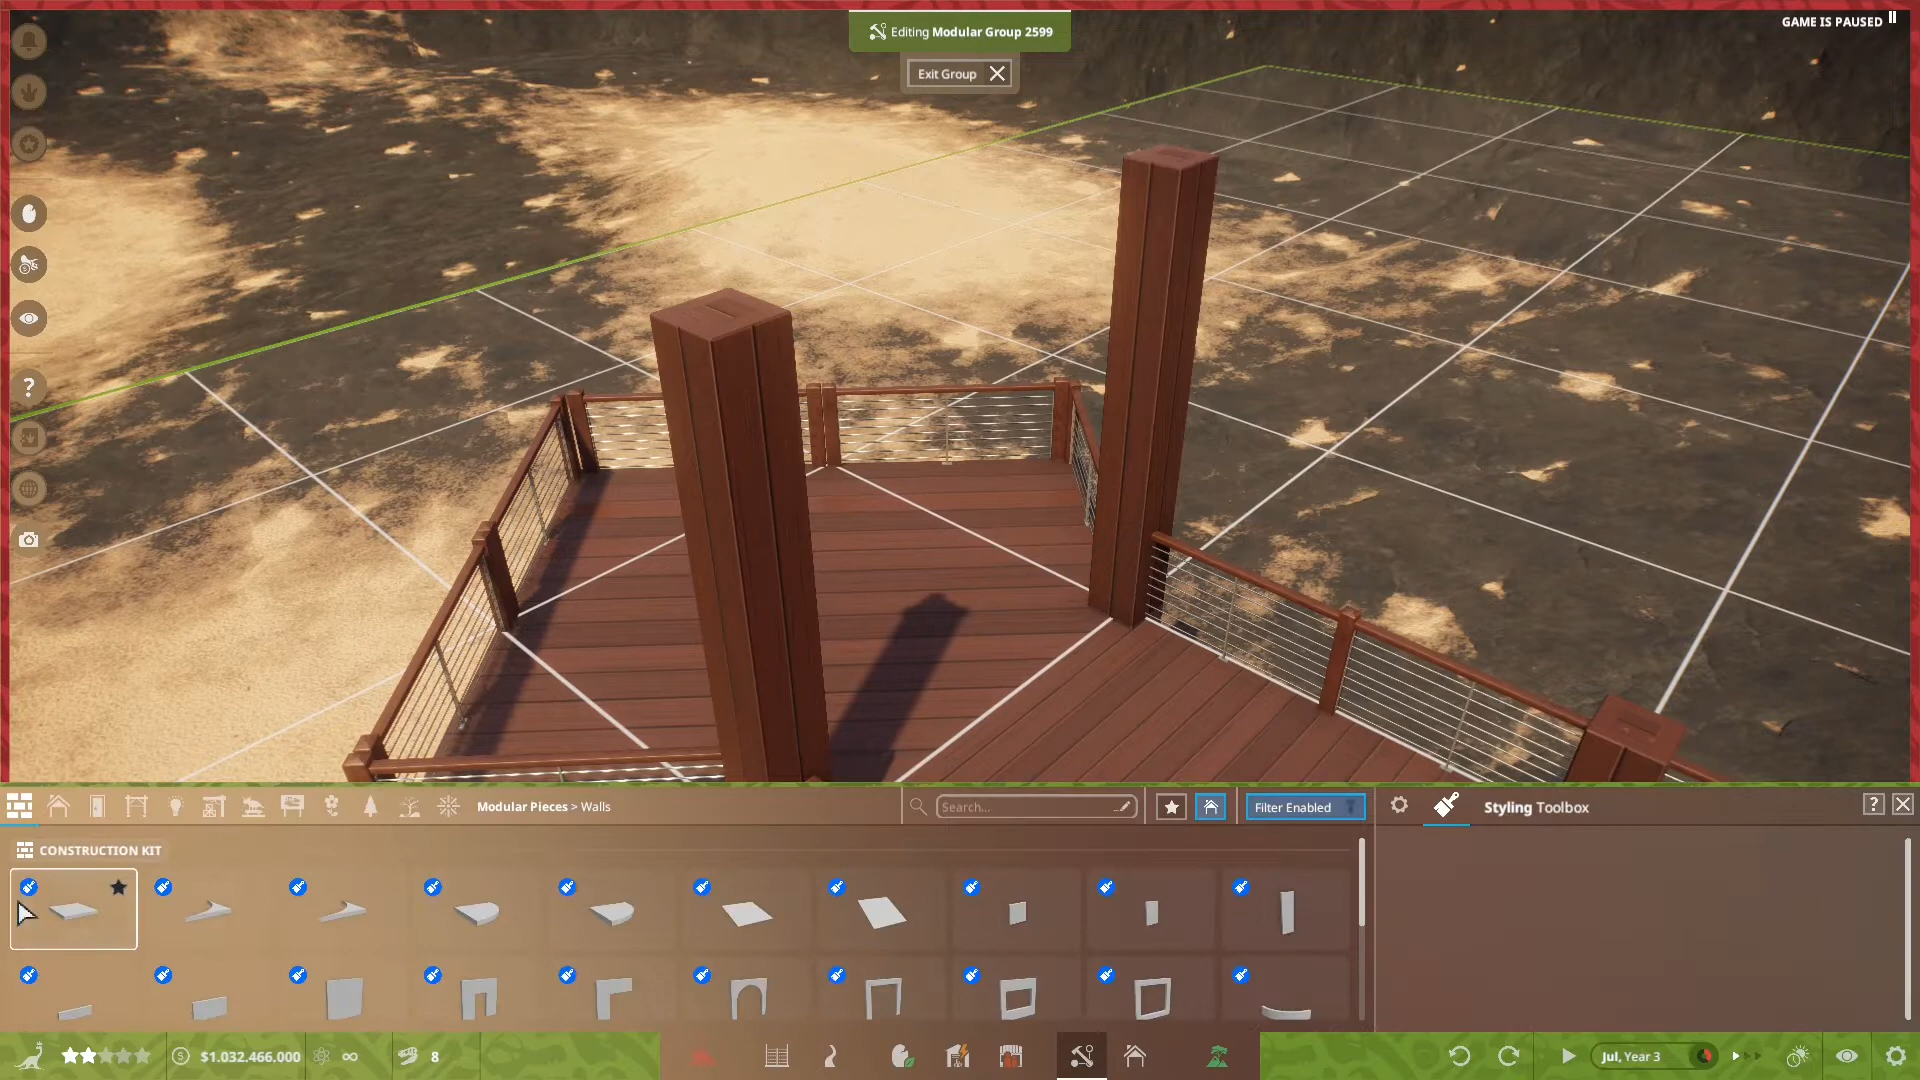 Editing Modular Group 2599
GAME IS PAUSED
Exit Group
?
Modular Pieces > Walls
Search...
Filter Enabled
Styling Toolbox
?
CONSTRUCTION KIT
$1.032.466.000
∞
8
Jul, Year 3